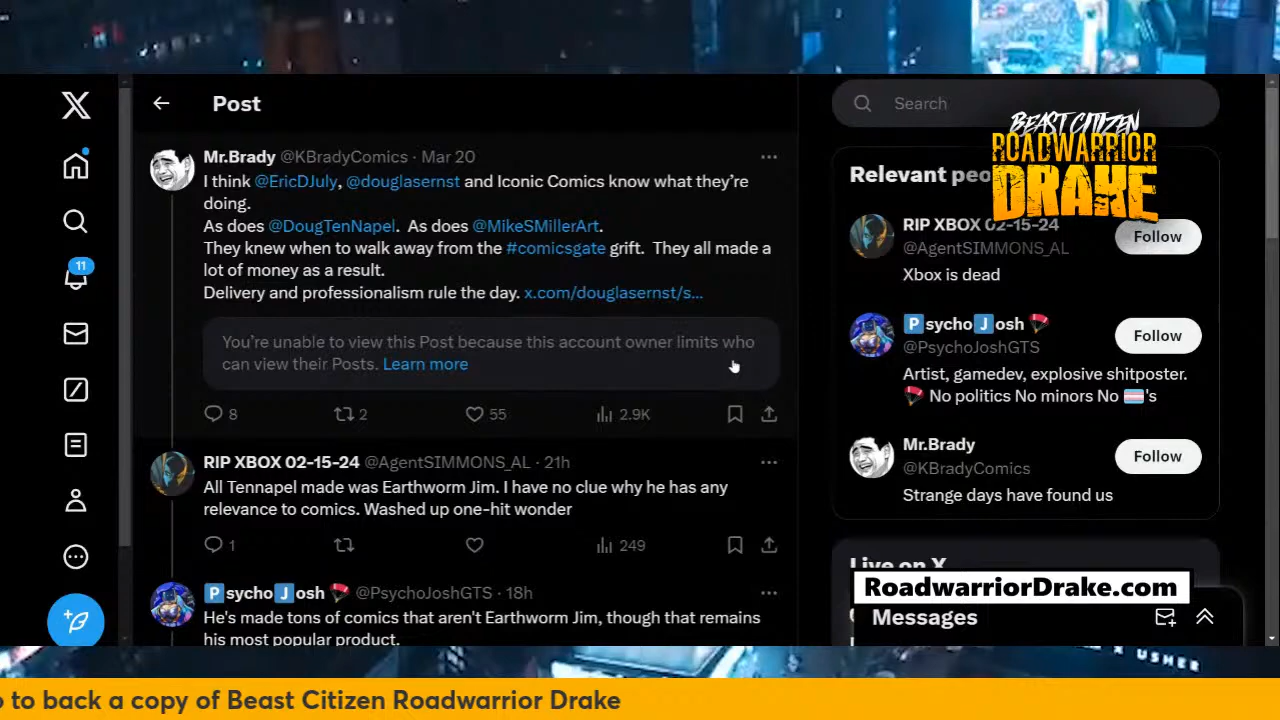 Post
Mr.Brady @KBradyComics · Mar 20
I think @EricDJuly, @douglasernst and Iconic Comics know what they're
doing.
As does @DougTenNapel. As does @MikeSMillerArt.
They knew when to walk away from the #comicsgate grift. They all made a
lot of money as a result.
Delivery and professionalism rule the day. x.com/douglasernst/s...
You're unable to view this Post because this account owner limits who
can view their Posts. Learn more
8 2 55 2.9K
RIP XBOX 02-15-24 @AgentSIMMONS_AL · 21h
All Tennapel made was Earthworm Jim. I have no clue why he has any
relevance to comics. Washed up one-hit wonder
1 249
PsychoJosh @PsychoJoshGTS · 18h
He's made tons of comics that aren't Earthworm Jim, though that remains
his most popular product.
11
Search
BEAST CITIZEN
ROADWARRIOR
DRAKE
Relevant peo
RIP XBOX 02-15-24
@AgentSIMMONS_AL
Follow
Xbox is dead
PsychoJosh
@PsychoJoshGTS
Follow
Artist, gamedev, explosive shitposter.
No politics No minors No 's
Mr.Brady
@KBradyComics
Follow
Strange days have found us
Live on X
RoadwarriorDrake.com
Messages
USHER
o to back a copy of Beast Citizen Roadwarrior Drake